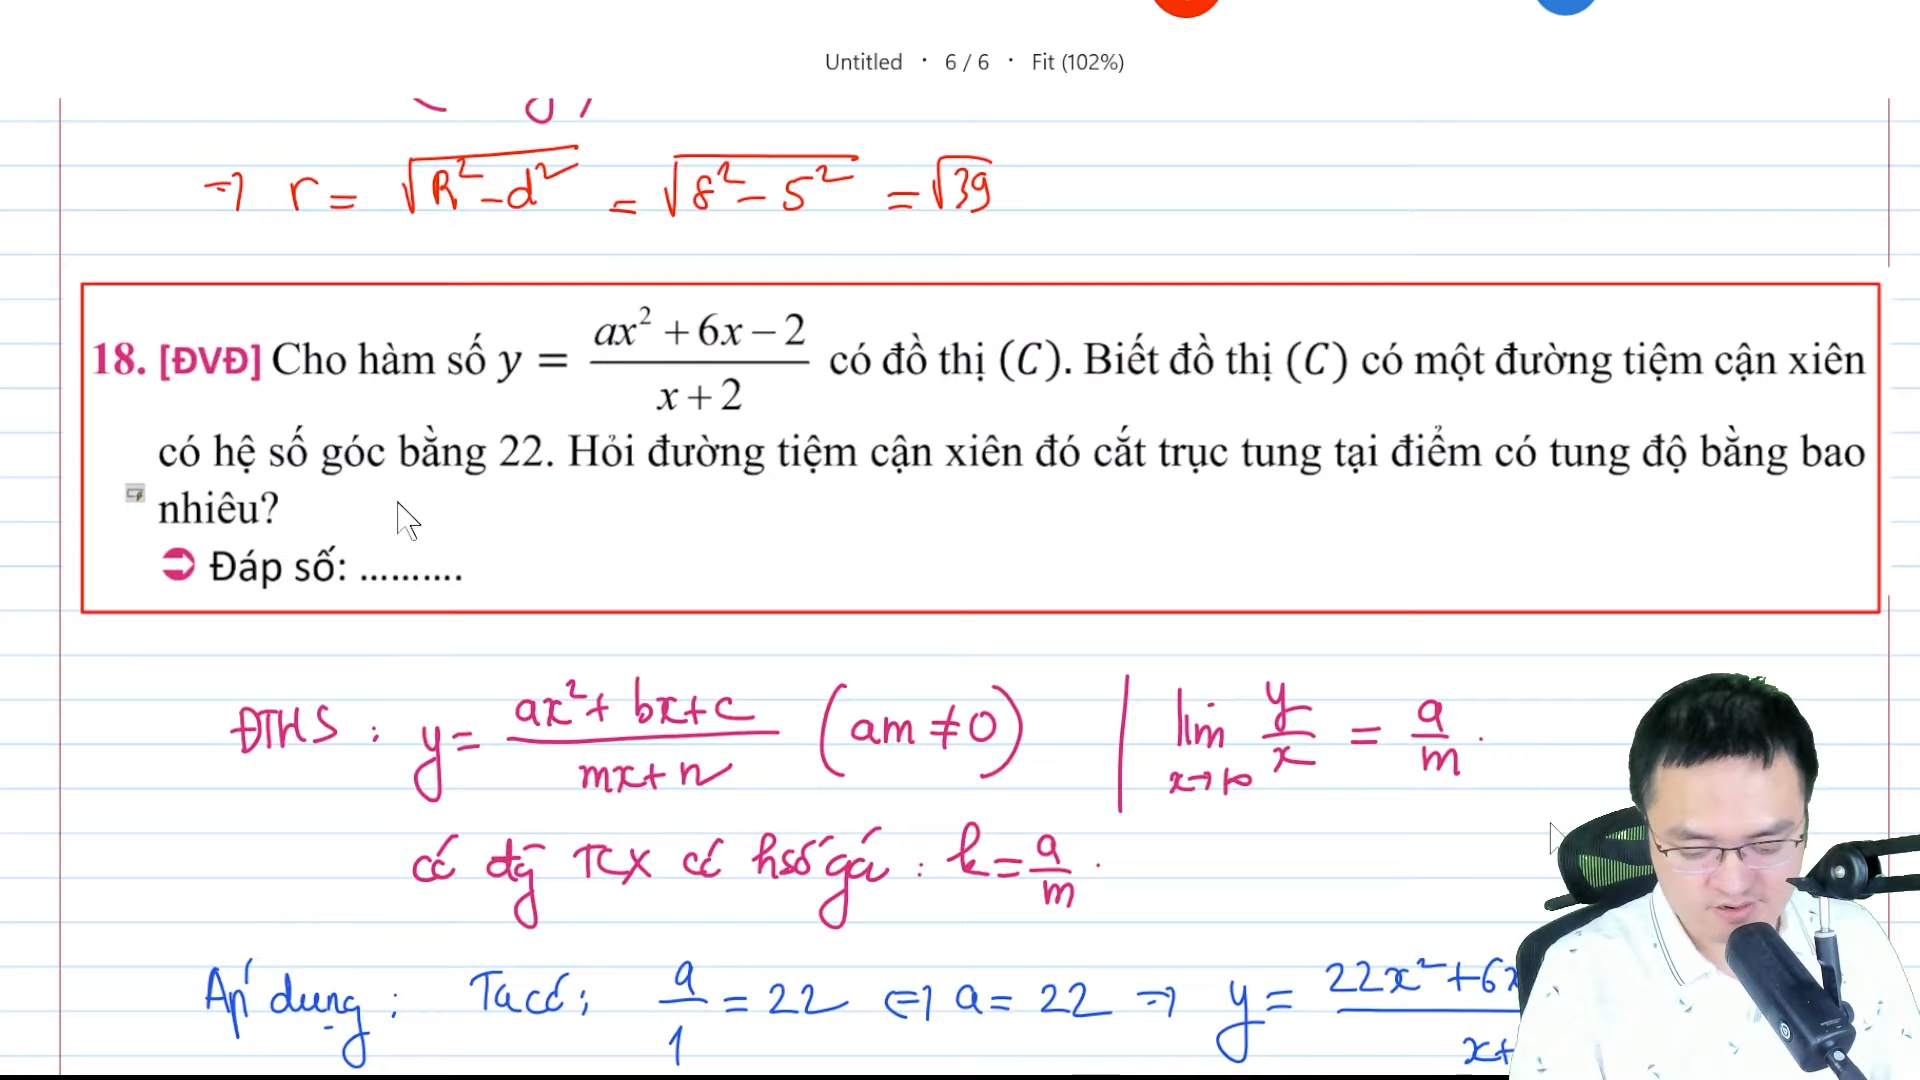 Untitled • 6 / 6 • Fit (102%)
⇒ r = √(R² - d²) = √(8² - 5²) = √39
18. [ĐVĐ] Cho hàm số y = (ax² + 6x − 2)/(x + 2) có đồ thị (C). Biết đồ thị (C) có một đường tiệm cận xiên
có hệ số góc bằng 22. Hỏi đường tiệm cận xiên đó cắt trục tung tại điểm có tung độ bằng bao
nhiêu?
Đáp số: ..........
ĐTHS : y = (ax² + bx + c)/(mx + n) (am ≠ 0) | lim x→+∞ y/x = a/m .
có đg TCX có hsố góc : k = a/m .
Áp dụng : Ta có : a/1 = 22 ⇔ a = 22 ⇒ y = 22x² + 6x / x+